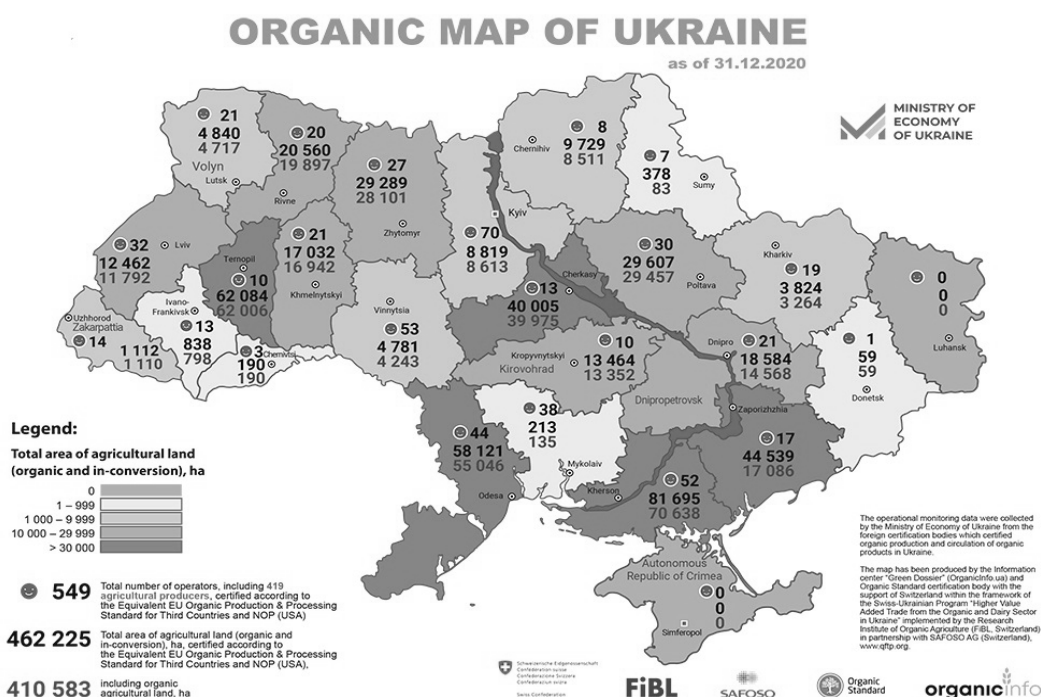 ORGANIC MAP OF UKRAINE
as of 31.12.2020
MINISTRY OF
ECONOMY
OF UKRAINE
21
4 840
4 717
Volyn
Lutsk
20
20 560
19 897
Rivne
27
29 289
28 101
Zhytomyr
70
8 819
8 613
Kyiv
8
9 729
8 511
Chernihiv
7
378
83
Sumy
32
12 462
11 792
Lviv
Ternopil
10
62 084
62 006
21
17 032
16 942
Khmelnytskyi
Vinnytsia
53
4 781
4 243
Cherkasy
13
40 005
39 975
30
29 607
29 457
Poltava
Kharkiv
19
3 824
3 264
0
0
0
Luhansk
Uzhhorod
Zakarpattia
14
1 112
1 110
Ivano-
Frankivsk
13
838
798
3
Chernivtsi
190
190
Kropyvnytskyi
Kirovohrad
10
13 464
13 352
Dnipro
21
18 584
14 568
Dnipropetrovsk
1
59
59
Donetsk
44
58 121
55 046
Odesa
38
213
135
Mykolaiv
Kherson
52
81 695
70 638
Zaporizhzhia
17
44 539
17 086
Autonomous
Republic of Crimea
0
0
0
Simferopol
Legend:
Total area of agricultural land
(organic and in-conversion), ha
0
1 – 999
1 000 – 9 999
10 000 – 29 999
> 30 000
549
Total number of operators, including 419
agricultural producers, certified according to
the Equivalent EU Organic Production & Processing
Standard for Third Countries and NOP (USA)
462 225
Total area of agricultural land (organic and
in-conversion), ha, certified according to
the Equivalent EU Organic Production & Processing
Standard for Third Countries and NOP (USA),
410 583
including organic
agricultural land, ha
The operational monitoring data were collected
by the Ministry of Economy of Ukraine from the
foreign certification bodies which certified
organic production and circulation of organic
products in Ukraine.
The map has been produced by the Information
center "Green Dossier" (OrganicInfo.ua) and
Organic Standard certification body with the
support of Switzerland within the framework of
the Swiss-Ukrainian Program "Higher Value
Added Trade from the Organic and Dairy Sector
in Ukraine" implemented by the Research
Institute of Organic Agriculture (FiBL, Switzerland)
in partnership with SAFOSO AG (Switzerland),
www.qftp.org.
Schweizerische Eidgenossenschaft
Confédération suisse
Confederazione Svizzera
Confederaziun svizra
Swiss Confederation
FiBL
SAFOSO
Organic
Standard
organicinfo